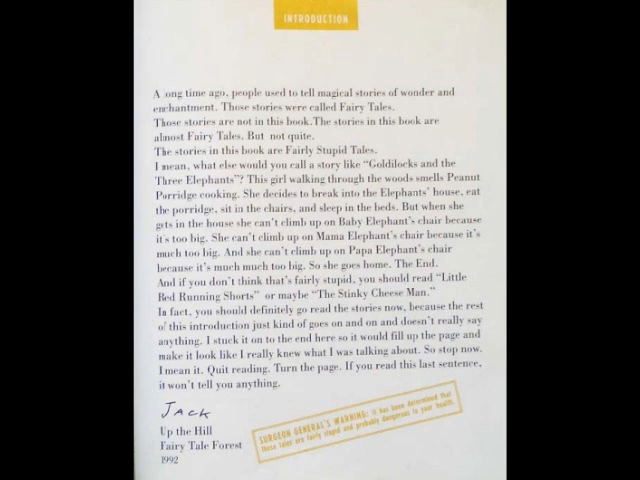 INTRODUCTION
A long time ago, people used to tell magical stories of wonder and
enchantment. Those stories were called Fairy Tales.
Those stories are not in this book.The stories in this book are
almost Fairy Tales. But not quite.
The stories in this book are Fairly Stupid Tales.
I mean, what else would you call a story like “Goldilocks and the
Three Elephants”? This girl walking through the woods smells Peanut
Porridge cooking. She decides to break into the Elephants’ house, eat
the porridge, sit in the chairs, and sleep in the beds. But when she
gets in the house she can’t climb up on Baby Elephant’s chair because
it’s too big. She can’t climb up on Mama Elephant’s chair because it’s
much too big. And she can’t climb up on Papa Elephant’s chair
because it’s much much too big. So she goes home. The End.
And if you don’t think that’s fairly stupid, you should read “Little
Red Running Shorts” or maybe “The Stinky Cheese Man.”
In fact, you should definitely go read the stories now, because the rest
of this introduction just kind of goes on and on and doesn’t really say
anything. I stuck it on to the end here so it would fill up the page and
make it look like I really knew what I was talking about. So stop now.
I mean it. Quit reading. Turn the page. If you read this last sentence,
it won’t tell you anything.
Jack
Up the Hill
Fairy Tale Forest
1992
SURGEON GENERAL’S WARNING: It has been determined that
these tales are fairly stupid and probably dangerous to your health.